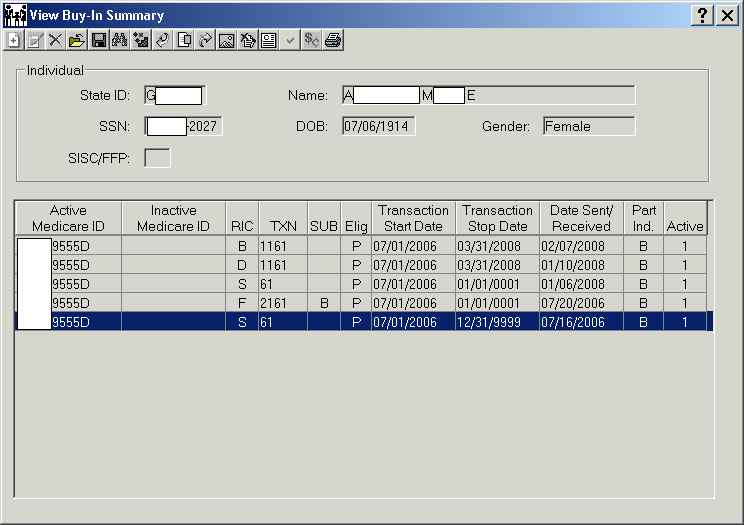 View Buy-In Summary
Individual
State ID: G Name: A M E
SSN: -2027 DOB: 07/06/1914 Gender: Female
SISC/FFP:
Active Medicare ID Inactive Medicare ID RIC TXN SUB Elig Transaction Start Date Transaction Stop Date Date Sent/ Received Part Ind. Active
9555D B 1161 P 07/01/2006 03/31/2008 02/07/2008 B 1
9555D D 1161 P 07/01/2006 03/31/2008 01/10/2008 B 1
9555D S 61 P 07/01/2006 01/01/0001 01/06/2008 B 1
9555D F 2161 B P 07/01/2006 01/01/0001 07/20/2006 B 1
9555D S 61 P 07/01/2006 12/31/9999 07/16/2006 B 1